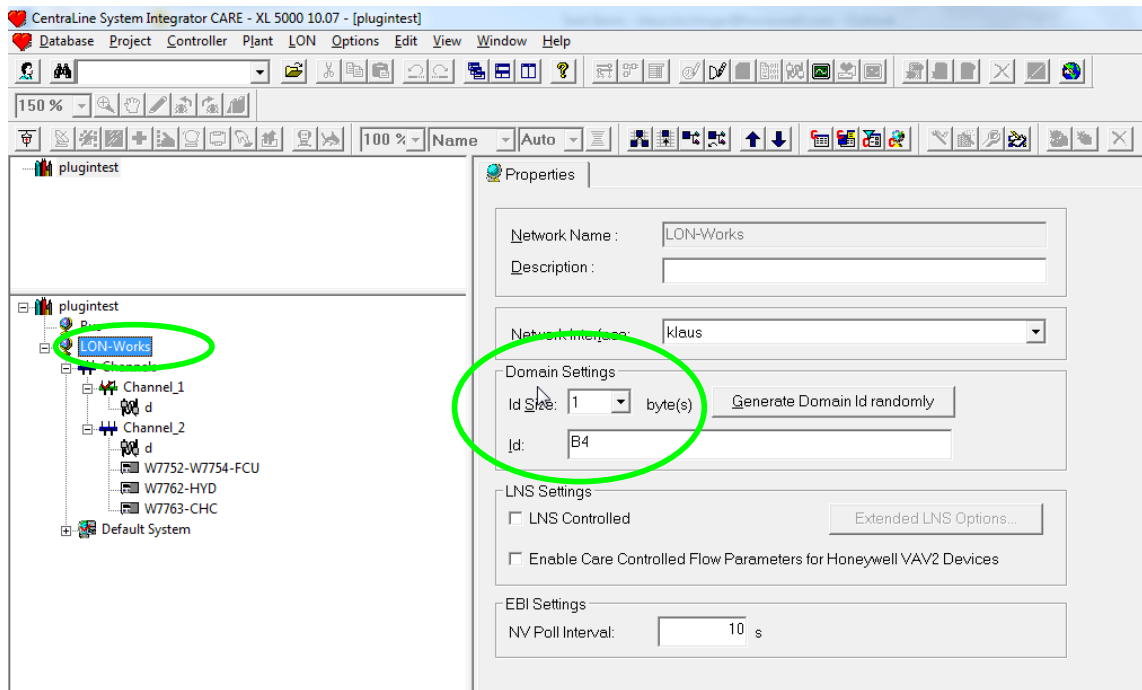 CentraLine System Integrator CARE - XL 5000 10.07 - [plugintest]
Database Project Controller Plant LON Options Edit View Window Help
150 %
100 % Name Auto
plugintest
Properties
Network Name : LON-Works
Description :
plugintest
LON-Works
Network Interface: klaus
Channels
Domain Settings
Channel_1
Id Size: 1 byte(s) Generate Domain Id randomly
d
Channel_2
Id: B4
d
W7752-W7754-FCU
W7762-HYD
LNS Settings
W7763-CHC
LNS Controlled Extended LNS Options...
Default System
Enable Care Controlled Flow Parameters for Honeywell VAV2 Devices
EBI Settings
NV Poll Interval: 10 s